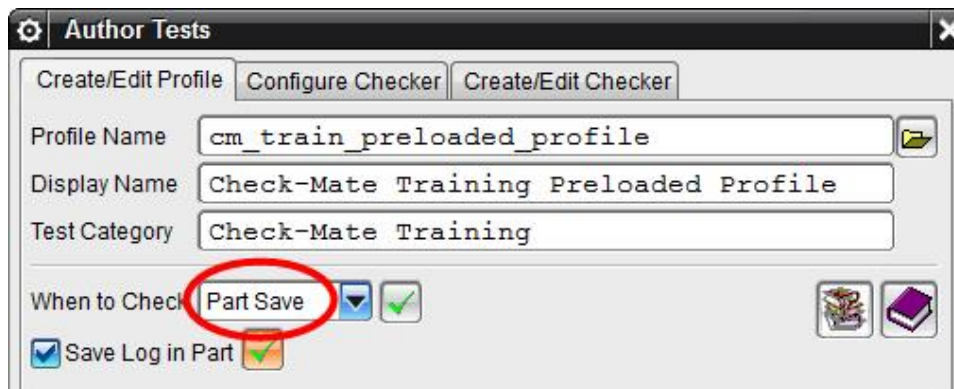 Author Tests
Create/Edit Profile Configure Checker Create/Edit Checker
Profile Name cm_train_preloaded_profile
Display Name Check-Mate Training Preloaded Profile
Test Category Check-Mate Training
When to Check Part Save
Save Log in Part